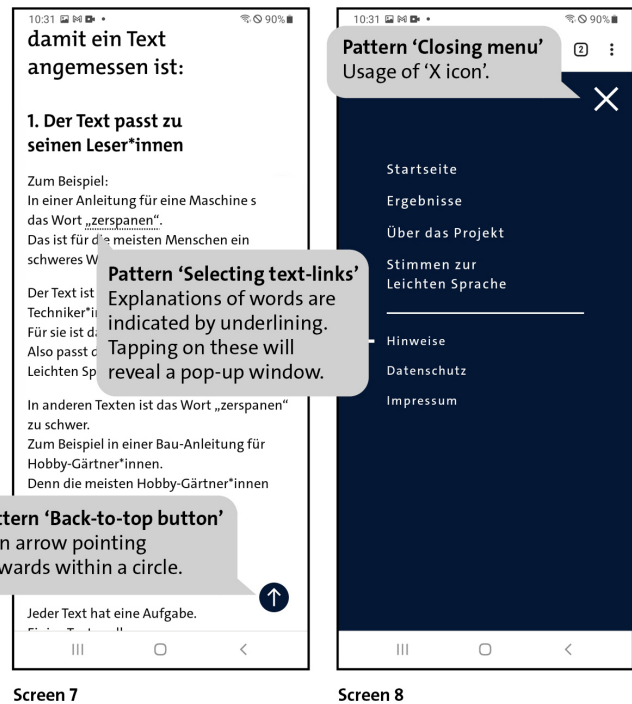 10:31 90%
damit ein Text
angemessen ist:
1. Der Text passt zu
seinen Leser*innen
Zum Beispiel:
In einer Anleitung für eine Maschine s
das Wort „zerspanen“.
Das ist für die meisten Menschen ein
schweres W
Pattern ‘Selecting text-links’
Explanations of words are
indicated by underlining.
Tapping on these will
reveal a pop-up window.
Der Text ist
Techniker*i
Für sie ist d
Also passt d
Leichten Sp
In anderen Texten ist das Wort „zerspanen“
zu schwer.
Zum Beispiel in einer Bau-Anleitung für
Hobby-Gärtner*innen.
Denn die meisten Hobby-Gärtner*innen
ttern ‘Back-to-top button’
n arrow pointing
wards within a circle.
Jeder Text hat eine Aufgabe.
Screen 7
10:31 90%
2
Pattern ‘Closing menu’
Usage of ‘X icon’.
Startseite
Ergebnisse
Über das Projekt
Stimmen zur
Leichten Sprache
Hinweise
Datenschutz
Impressum
Screen 8